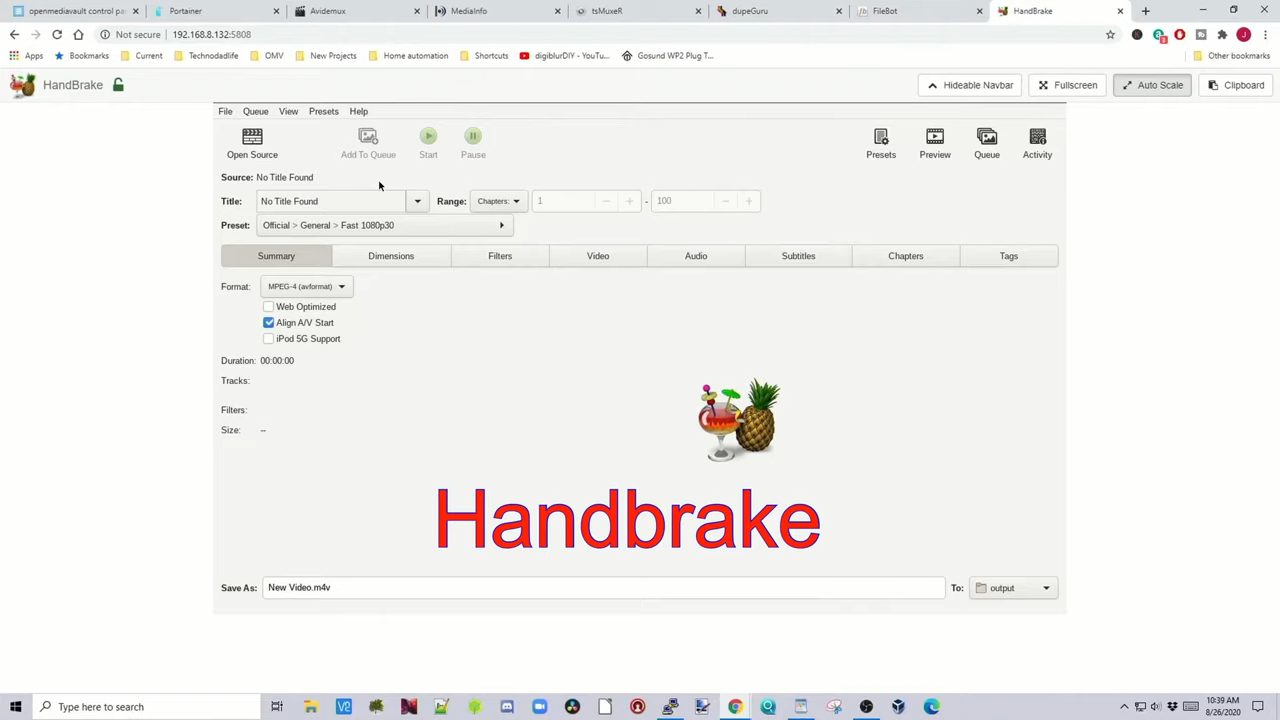 openmediavault control pa
Portainer
Avidemux
MediaInfo
tsMuxeR
dupeGuru
FileBot
HandBrake
Not secure
192.168.8.132:5808
Apps
Bookmarks
Current
Technodadlife
OMV
New Projects
Home automation
Shortcuts
digiblurDIY - YouTu...
Gosund WP2 Plug T...
Other bookmarks
HandBrake
Hideable Navbar
Fullscreen
Auto Scale
Clipboard
File Queue View Presets Help
Open Source
Add To Queue
Start
Pause
Presets
Preview
Queue
Activity
Source: No Title Found
Title: No Title Found
Range: Chapters: 1 - 100
Preset: Official > General > Fast 1080p30
Summary
Dimensions
Filters
Video
Audio
Subtitles
Chapters
Tags
Format: MPEG-4 (avformat)
Web Optimized
Align A/V Start
iPod 5G Support
Duration: 00:00:00
Tracks:
Filters:
Size: --
Handbrake
Save As: New Video.m4v
To: output
Type here to search
10:39 AM
8/26/2020